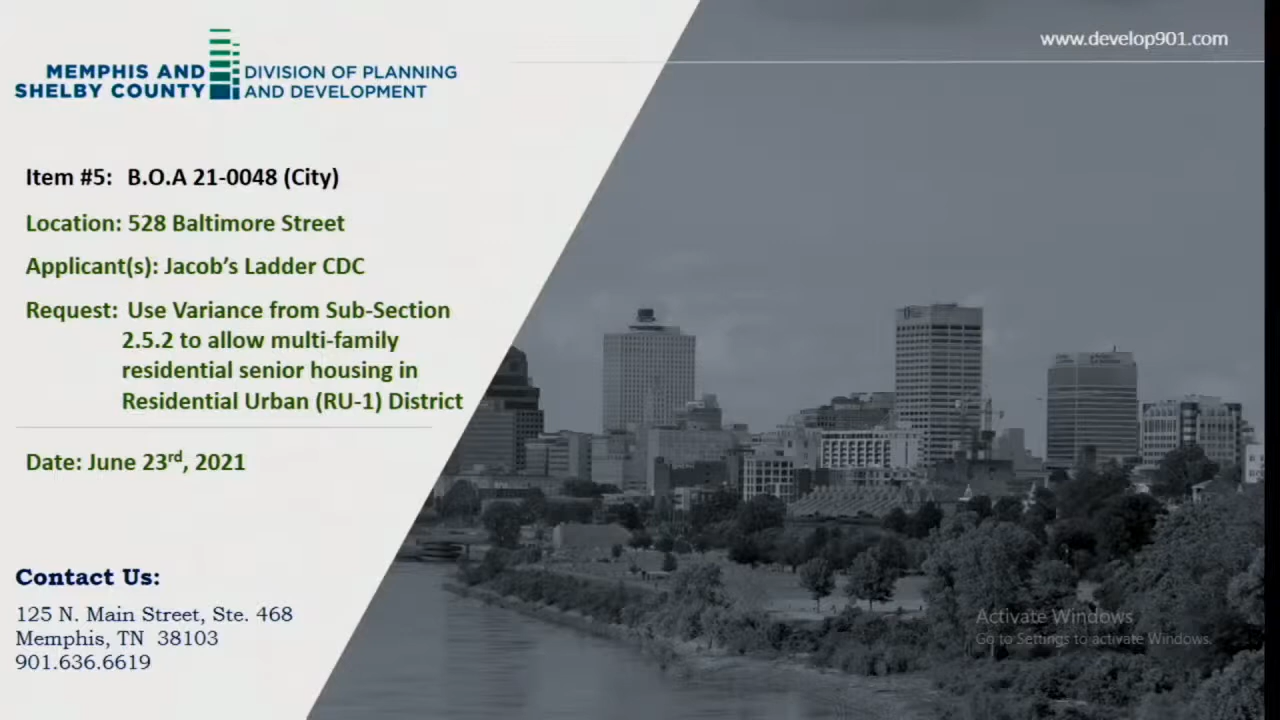 www.develop901.com
MEMPHIS AND
SHELBY COUNTY
DIVISION OF PLANNING
AND DEVELOPMENT
Item #5: B.O.A 21-0048 (City)
Location: 528 Baltimore Street
Applicant(s): Jacob’s Ladder CDC
Request: Use Variance from Sub-Section
2.5.2 to allow multi-family
residential senior housing in
Residential Urban (RU-1) District
Date: June 23rd, 2021
Contact Us:
125 N. Main Street, Ste. 468
Memphis, TN 38103
901.636.6619
Activate Windows
Go to Settings to activate Windows.